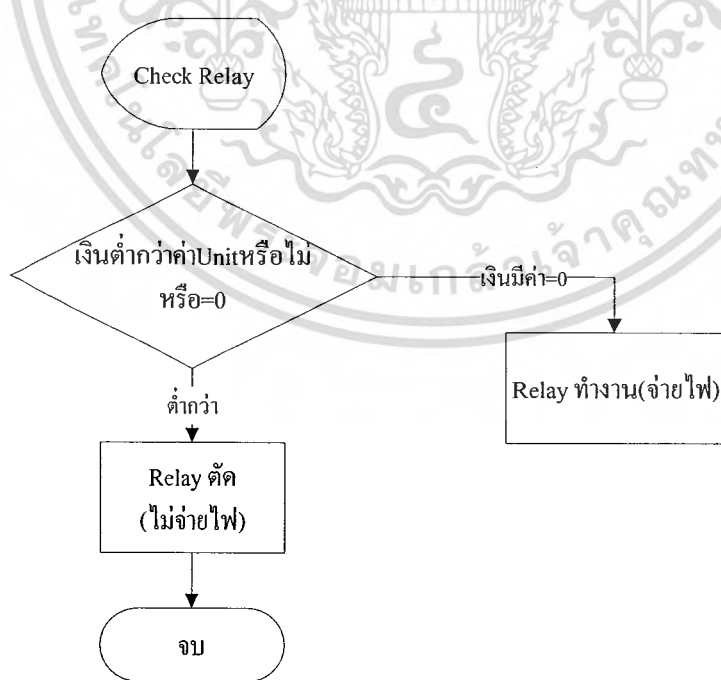 Check Relay
เงินต่ำกว่าค่าUnitหรือไม่
หรือ=0
เงินมีค่า=0
Relay ทำงาน(จ่ายไฟ)
ต่ำกว่า
Relay ตัด
(ไม่จ่ายไฟ)
จบ